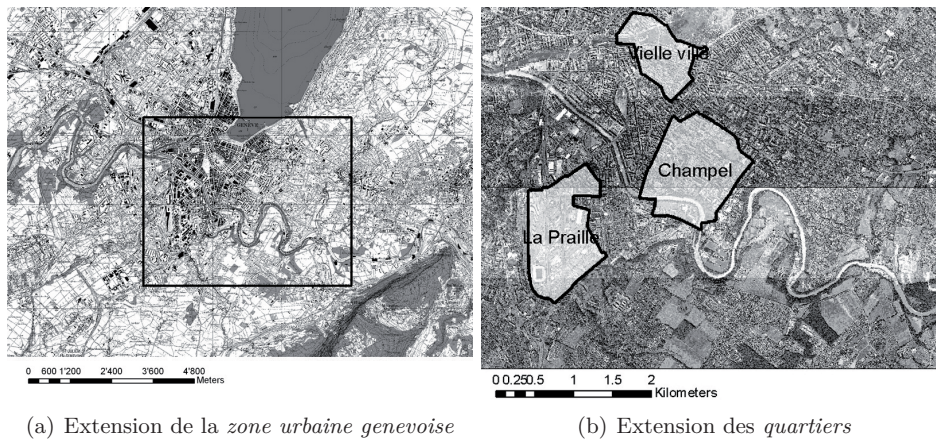 GENÈVE
0 600 1'200 2'400 3'600 4'800
Meters
Vielle ville
Champel
La Praille
0 0.25 0.5 1 1.5 2
Kilometers
(a) Extension de la zone urbaine genevoise
(b) Extension des quartiers